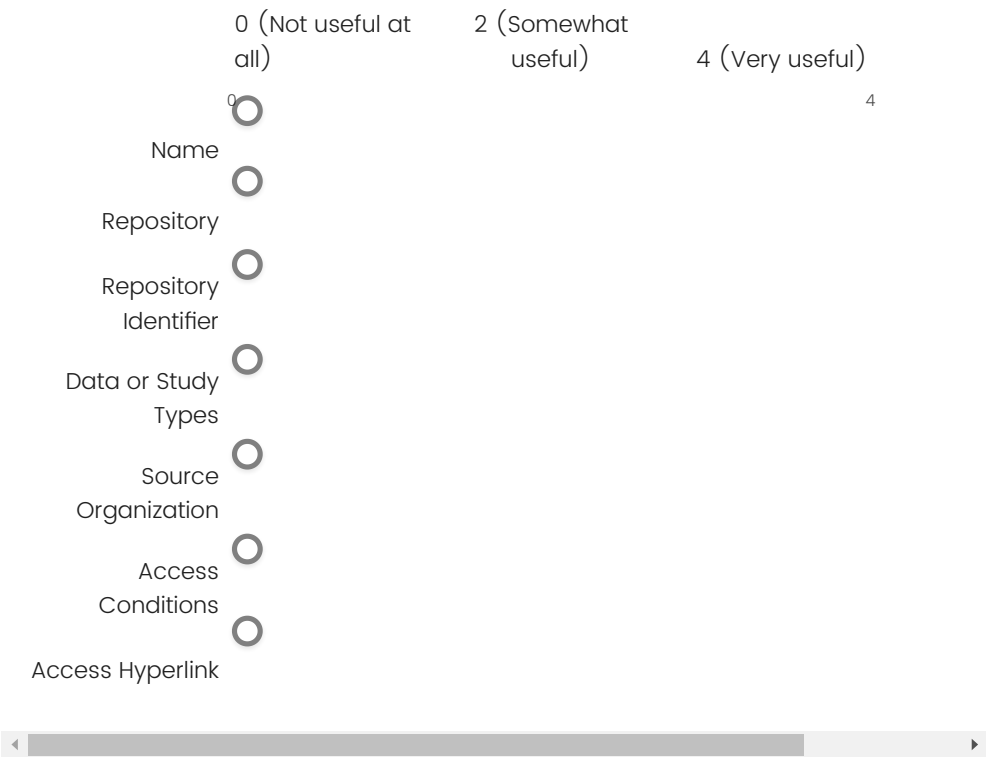 0 (Not useful at
all)
2 (Somewhat
useful)
4 (Very useful)
0
4
Name
Repository
Repository
Identifier
Data or Study
Types
Source
Organization
Access
Conditions
Access Hyperlink